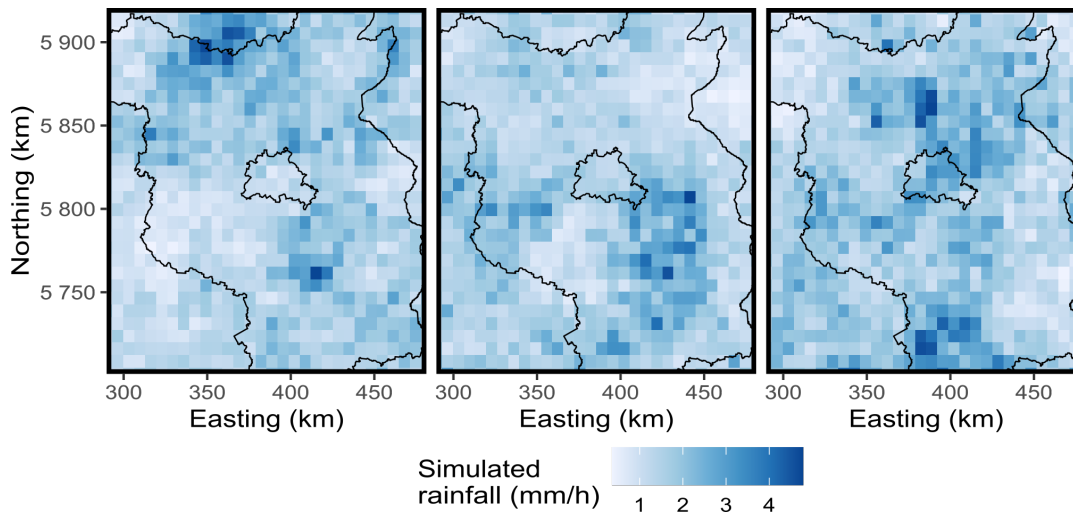 Northing (km)
5 900
5 850
5 800
5 750
300 350 400 450 300 350 400 450 300 350 400 450
Easting (km) Easting (km) Easting (km)
Simulated
rainfall (mm/h)
1 2 3 4